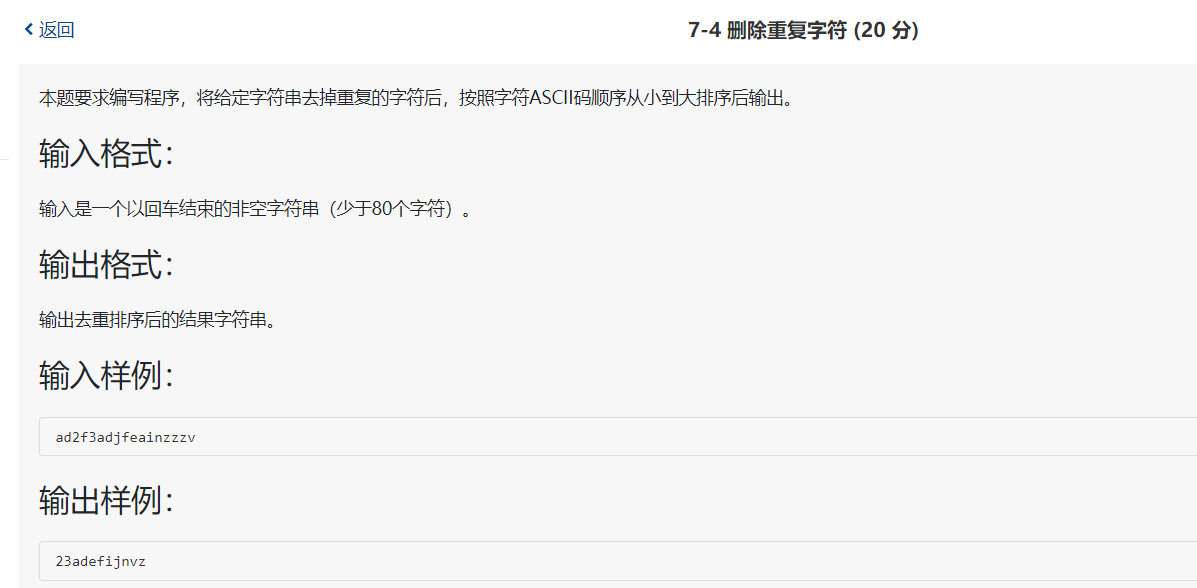 返回
7-4 删除重复字符 (20 分)
本题要求编写程序，将给定字符串去掉重复的字符后，按照字符ASCII码顺序从小到大排序后输出。
输入格式：
输入是一个以回车结束的非空字符串（少于80个字符）。
输出格式：
输出去重排序后的结果字符串。
输入样例：
ad2f3adjfeainzzzv
输出样例：
23adefijnvz